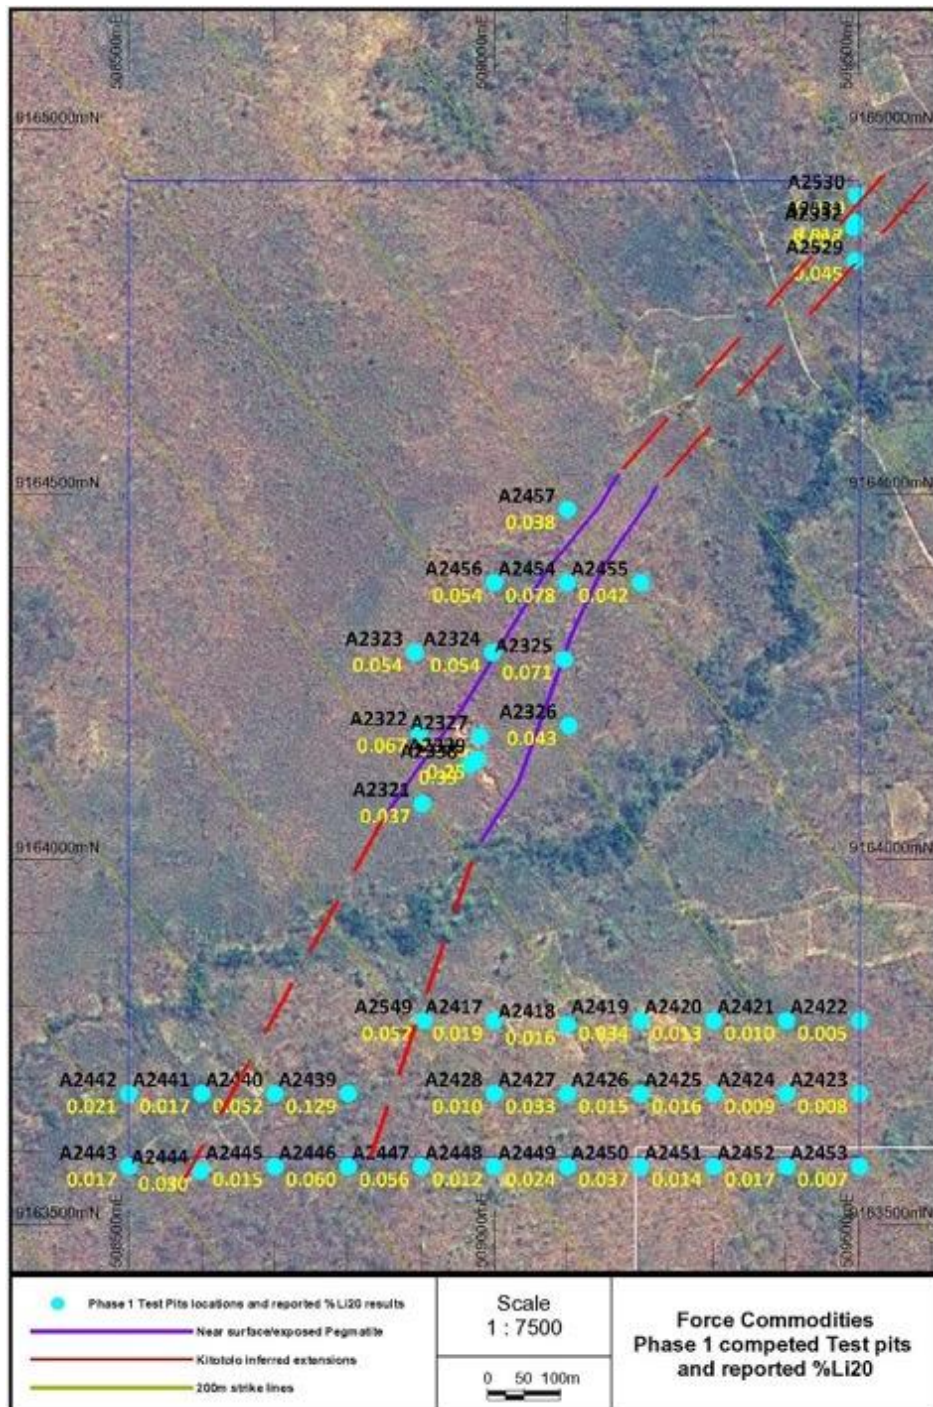 508500mE 509000mE 509500mE
9165000mN 9165000mN
A2530
A2332
A2529
0.045
9164500mN 9164500mN
A2457
0.038
A2456 A2454 A2455
0.054 0.078 0.042
A2323 A2324 A2325
0.054 0.054 0.071
A2322 A2327 A2326
0.067 0.043
A2321
0.037
9164000mN 9164000mN
A2549 A2417 A2418 A2419 A2420 A2421 A2422
0.052 0.019 0.016 0.034 0.013 0.010 0.005
A2442 A2441 A2440 A2439 A2428 A2427 A2426 A2425 A2424 A2423
0.021 0.017 0.052 0.129 0.010 0.033 0.015 0.016 0.009 0.008
A2443 A2444 A2445 A2446 A2447 A2448 A2449 A2450 A2451 A2452 A2453
0.017 0.030 0.015 0.060 0.056 0.012 0.024 0.037 0.014 0.017 0.007
9163500mN 9163500mN
508500mE 509000mE 509500mE
Phase 1 Test Pits locations and reported %Li20 results
Near surface/exposed Pegmatite
Kitotolo inferred extensions
200m strike lines
Scale
1 : 7500
0 50 100m
Force Commodities
Phase 1 competed Test pits
and reported %Li20